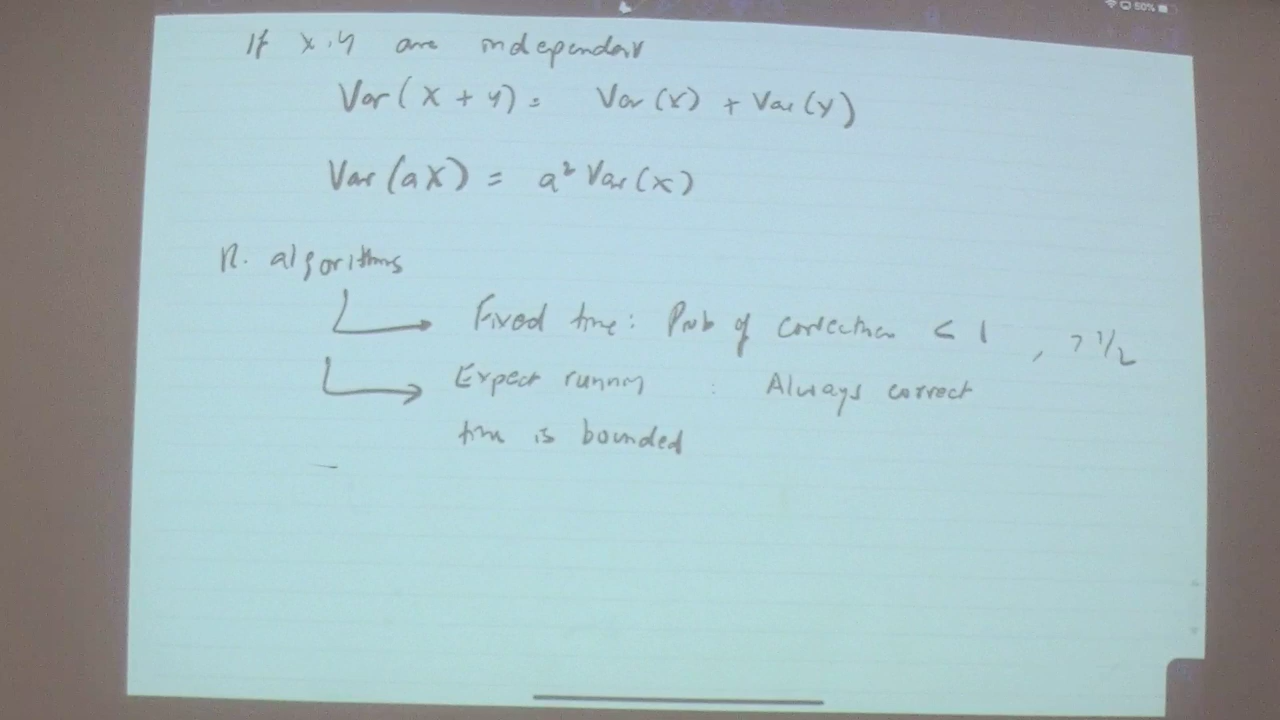 50%
If x, y are independent
Var(x + y) = Var(x) + Var(y)
Var(ax) = a² Var(x)
R. algorithms
Fixed time: Prob of correction < 1, > 1/2
Expect running : Always correct
time is bounded